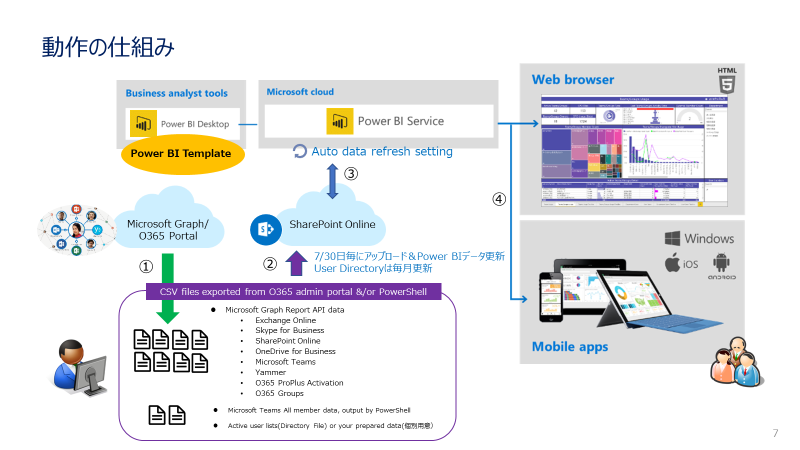 動作の仕組み
Business analyst tools
Power BI Desktop
Power BI Template
Microsoft cloud
Power BI Service
Auto data refresh setting
③
Microsoft Graph/
O365 Portal
SharePoint Online
①
②
7/30日毎にアップロード＆Power BIデータ更新
User Directoryは毎月更新
④
CSV files exported from O365 admin portal &/or PowerShell
● Microsoft Graph Report API data
• Exchange Online
• Skype for Business
• SharePoint Online
• OneDrive for Business
• Microsoft Teams
• Yammer
• O365 ProPlus Activation
• O365 Groups
● Microsoft Teams All member data, output by PowerShell
● Active user lists(Directory File) or your prepared data(個別用意)
Web browser
HTML
5
Windows
iOS
ANDROID
Mobile apps
7